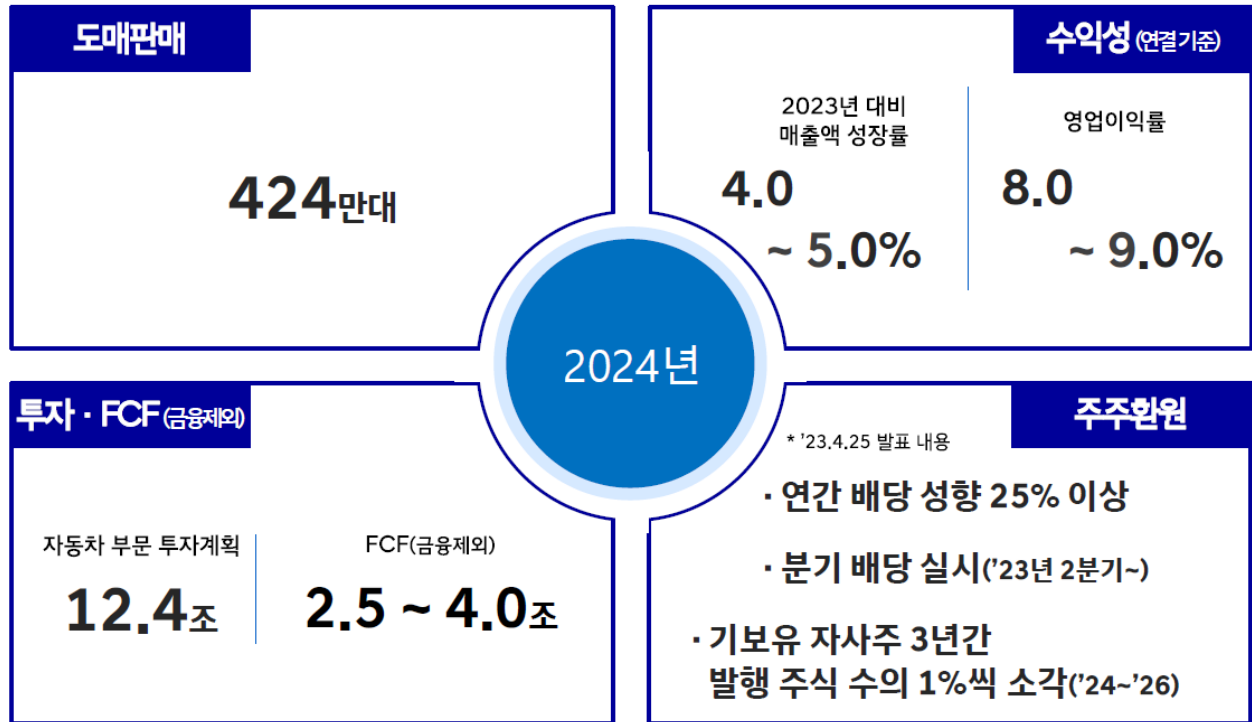 도매판매
424만대
수익성 (연결 기준)
2023년 대비
매출액 성장률
4.0
~ 5.0%
영업이익률
8.0
~ 9.0%
2024년
투자 · FCF (금융제외)
자동차 부문 투자계획
12.4조
FCF(금융제외)
2.5 ~ 4.0조
주주환원
* ’23.4.25 발표 내용
· 연간 배당 성향 25% 이상
· 분기 배당 실시(’23년 2분기~)
· 기보유 자사주 3년간
발행 주식 수의 1%씩 소각(’24~’26)